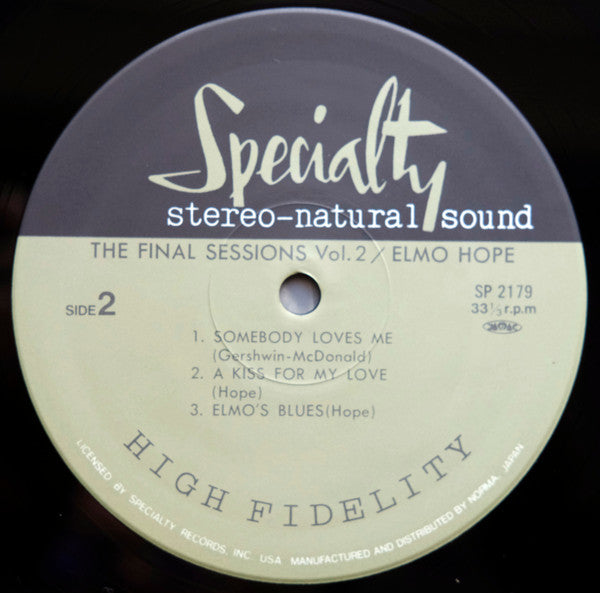 Specialty
stereo-natural sound
THE FINAL SESSIONS Vol.2 / ELMO HOPE
SIDE 2
SP 2179
33 1/3 r.p.m
1. SOMEBODY LOVES ME
(Gershwin-McDonald)
2. A KISS FOR MY LOVE
(Hope)
3. ELMO'S BLUES(Hope)
HIGH FIDELITY
LICENSED BY SPECIALTY RECORDS, INC. USA MANUFACTURED AND DISTRIBUTED BY NORMA, JAPAN